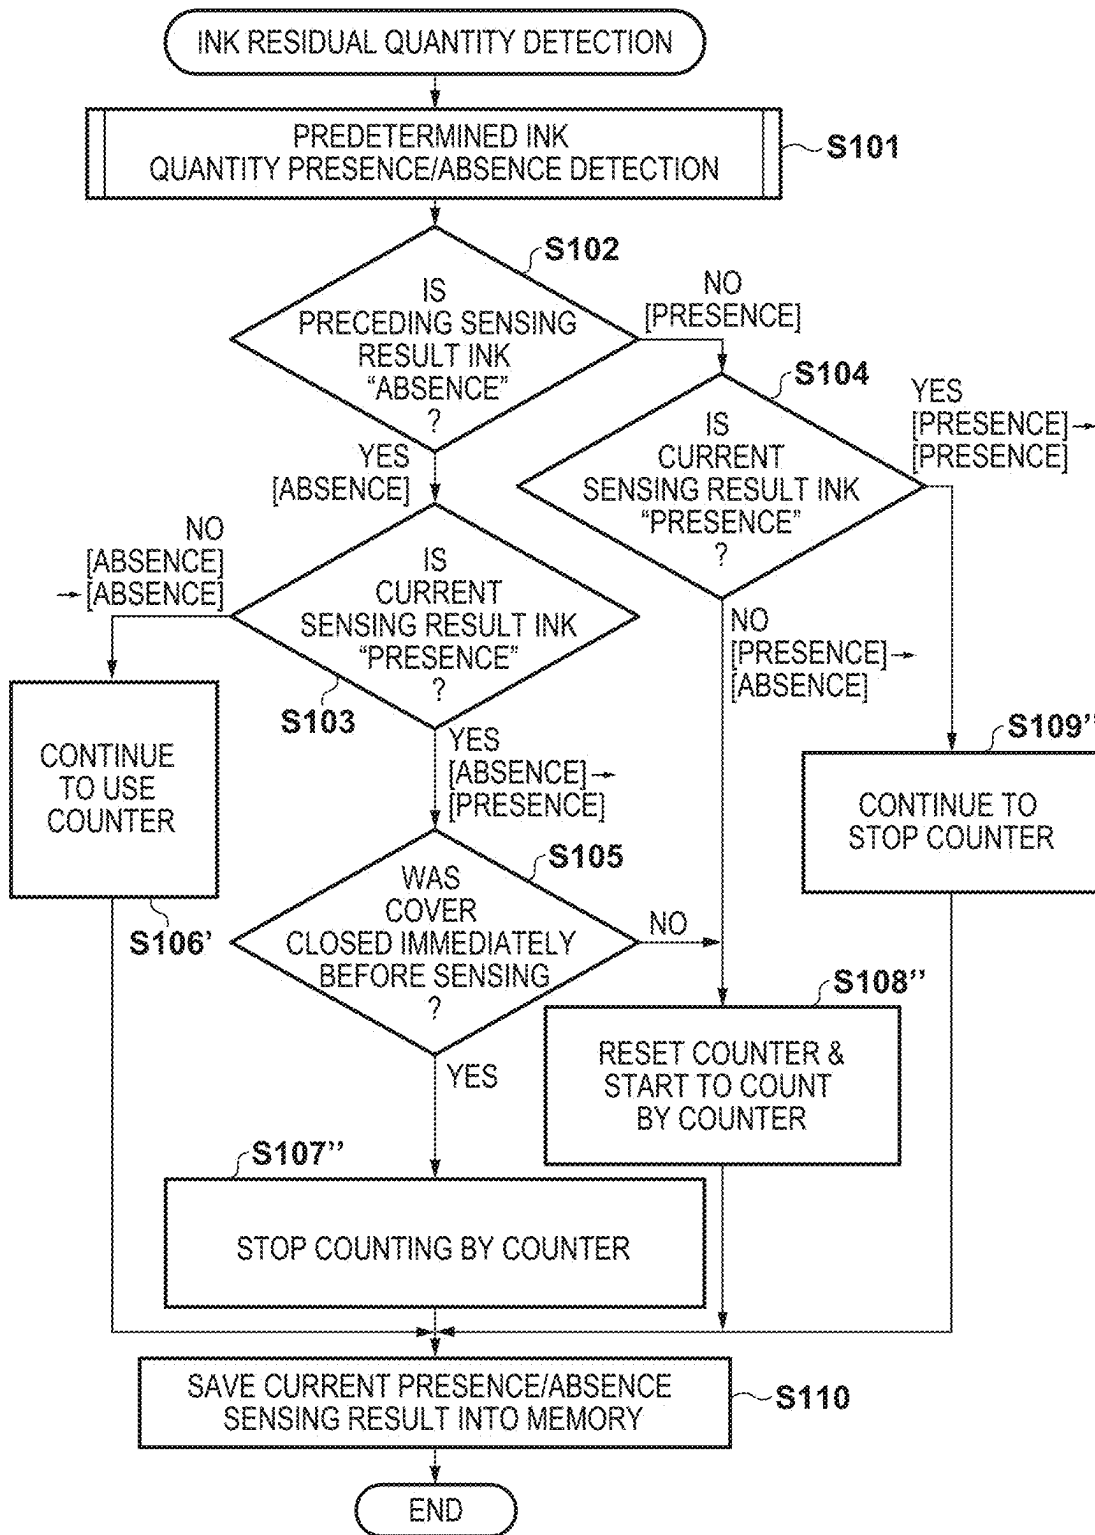 INK RESIDUAL QUANTITY DETECTION
PREDETERMINED INK
QUANTITY PRESENCE/ABSENCE DETECTION
S101
S102
IS
PRECEDING SENSING
RESULT INK
“ABSENCE”
?
NO
[PRESENCE]
YES
[ABSENCE]
S104
IS
CURRENT
SENSING RESULT INK
“PRESENCE”
?
YES
[PRESENCE]→
[PRESENCE]
NO
[ABSENCE]
→[ABSENCE]
IS
CURRENT
SENSING RESULT INK
“PRESENCE”
?
S103
NO
[PRESENCE]→
[ABSENCE]
CONTINUE
TO USE
COUNTER
S106’
YES
[ABSENCE]→
[PRESENCE]
S109’’
CONTINUE TO
STOP COUNTER
S105
WAS
COVER
CLOSED IMMEDIATELY
BEFORE SENSING
?
NO
YES
S108’’
RESET COUNTER &
START TO COUNT
BY COUNTER
S107’’
STOP COUNTING BY COUNTER
SAVE CURRENT PRESENCE/ABSENCE
SENSING RESULT INTO MEMORY
S110
END